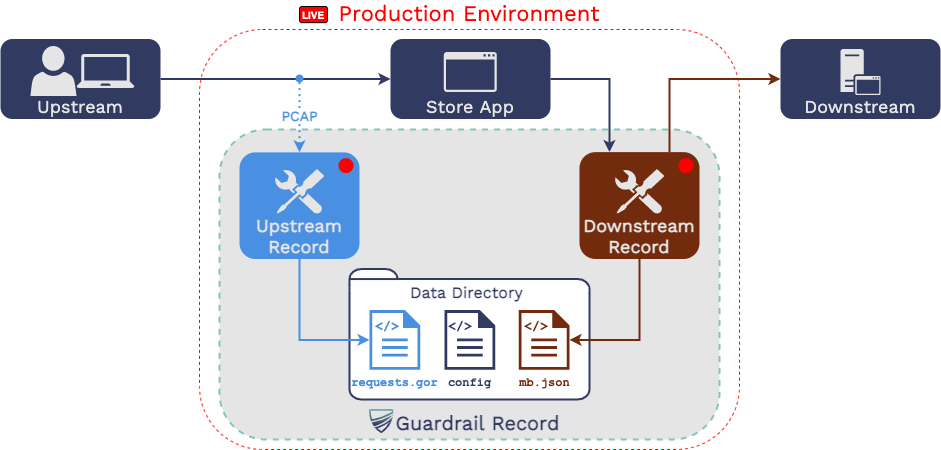 LIVE Production Environment
Upstream
Store App
Downstream
PCAP
Upstream
Record
Downstream
Record
Data Directory
</> </> </>
requests.gor config mb.json
Guardrail Record